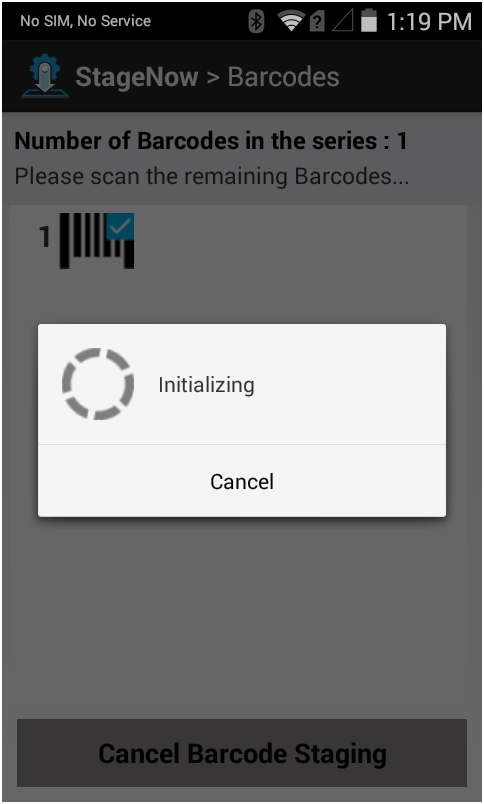 No SIM, No Service
1:19 PM
StageNow > Barcodes
Number of Barcodes in the series : 1
Please scan the remaining Barcodes...
1
Initializing
Cancel
Cancel Barcode Staging